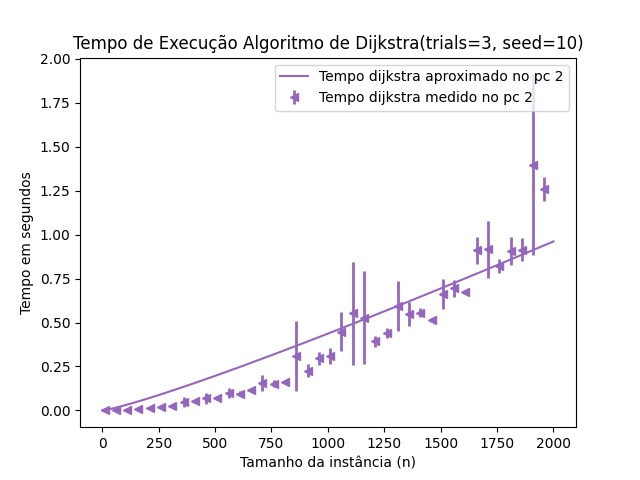 Tempo de Execução Algoritmo de Dijkstra(trials=3, seed=10)
2.00
1.75
1.50
1.25
1.00
0.75
0.50
0.25
0.00
Tempo em segundos
Tempo dijkstra aproximado no pc 2
Tempo dijkstra medido no pc 2
0 250 500 750 1000 1250 1500 1750 2000
Tamanho da instância (n)